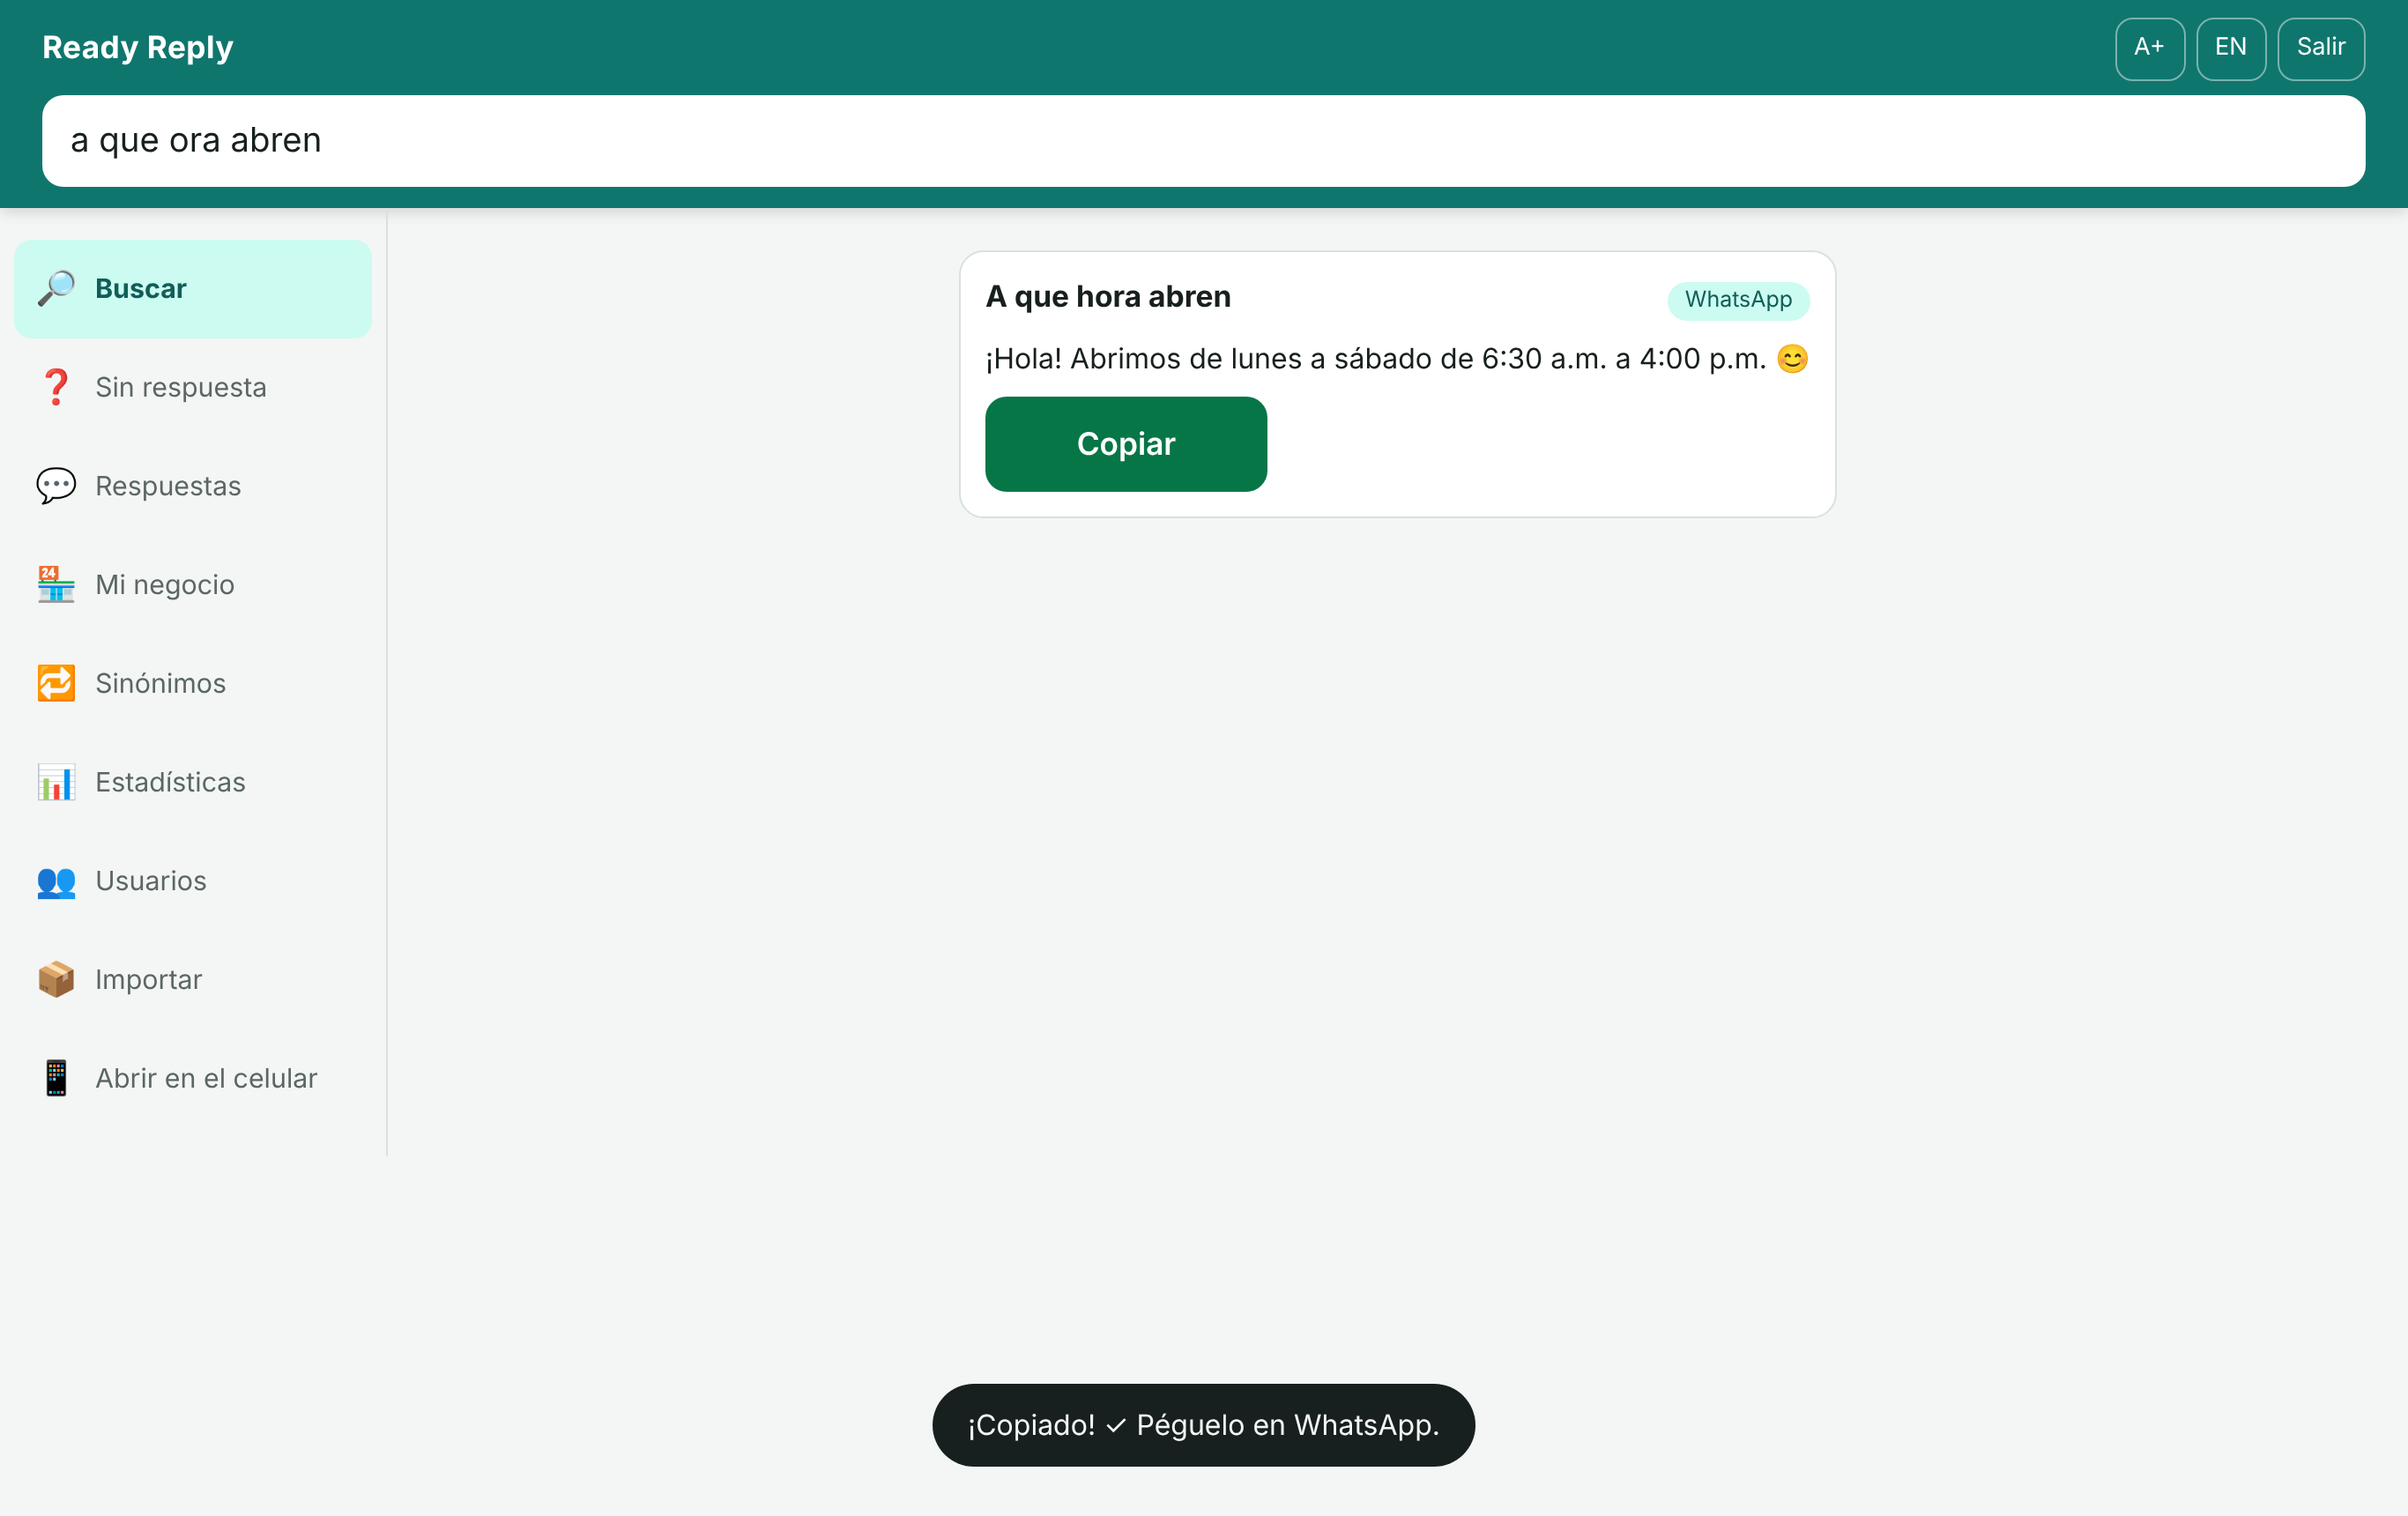 Ready Reply
A+
EN
Salir
a que ora abren
Buscar
Sin respuesta
Respuestas
Mi negocio
Sinónimos
Estadísticas
Usuarios
Importar
Abrir en el celular
A que hora abren
WhatsApp
¡Hola! Abrimos de lunes a sábado de 6:30 a.m. a 4:00 p.m. 😊
Copiar
¡Copiado! ✓ Péguelo en WhatsApp.